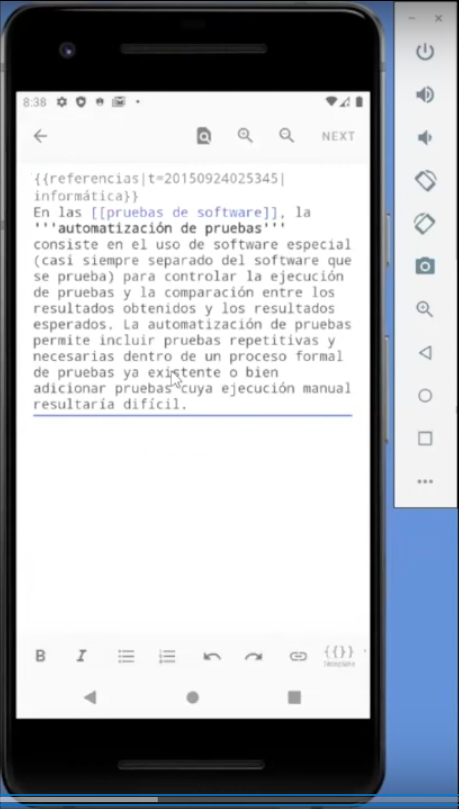 8:38
NEXT
{{referencias|t=20150924025345|
informática}}
En las [[pruebas de software]], la
'''automatización de pruebas'''
consiste en el uso de software especial
(casi siempre separado del software que
se prueba) para controlar la ejecución
de pruebas y la comparación entre los
resultados obtenidos y los resultados
esperados. La automatización de pruebas
permite incluir pruebas repetitivas y
necesarias dentro de un proceso formal
de pruebas ya existente o bien
adicionar pruebas cuya ejecución manual
resultaría difícil.
B I {{}}
Template